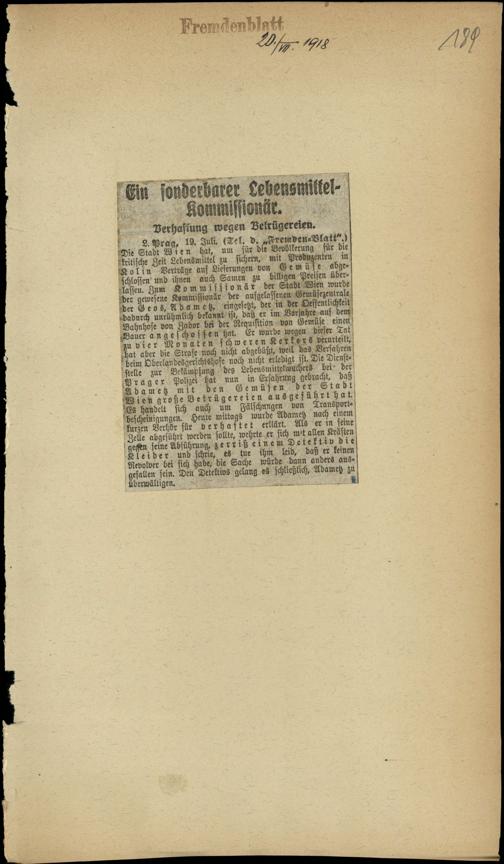 Fremdenblatt
20./VII. 1918
189
Ein sonderbarer Lebensmittel-
Kommissionär.
Verhaftung wegen Betrügereien.
L. Prag, 19. Juli. (Tel. d. „Fremden-Blatt“.)
Die Stadt Wien hat, um für die Bevölkerung für die
kritische Zeit Lebensmittel zu sichern, mit Produzenten in
Kolin Verträge auf Lieferungen von Gemüse abge-
schlossen und ihnen auch Samen zu billigen Preisen über-
lassen. Zum Kommissionär der Stadt Wien wurde
der gewesene Kommissionär der aufgelassenen Gemüsezentrale
der Geos, Adametz, eingesetzt, der in der Oeffentlichkeit
dadurch unrühmlich bekannt ist, daß er im Vorjahre auf dem
Bahnhofe von Zabor bei der Requisition von Gemüse einen
Bauer angeschossen hat. Er wurde wegen dieser Tat
zu vier Monaten schweren Kerkers verurteilt,
hat aber die Strafe noch nicht abgebüßt, weil das Verfahren
beim Oberlandesgerichtshofe noch nicht erledigt ist. Die Dienst-
stelle zur Bekämpfung des Lebensmittelwuchers bei der
Prager Polizei hat nun in Erfahrung gebracht, daß
Adametz mit den Gemüsen der Stadt
Wien große Betrügereien ausgeführt hat.
Es handelt sich auch um Fälschungen von Transport-
bescheinigungen. Heute mittags wurde Adametz nach einem
kurzen Verhör für verhaftet erklärt. Als er in seine
Zelle abgeführt werden sollte, wehrte er sich mit allen Kräften
gegen seine Abführung, zerriß einem Detektiv die
Kleider und schrie, es tue ihm leid, daß er keinen
Revolver bei sich habe, die Sache würde dann anders aus-
gefallen sein. Den Detektivs gelang es schließlich, Adametz zu
überwältigen.